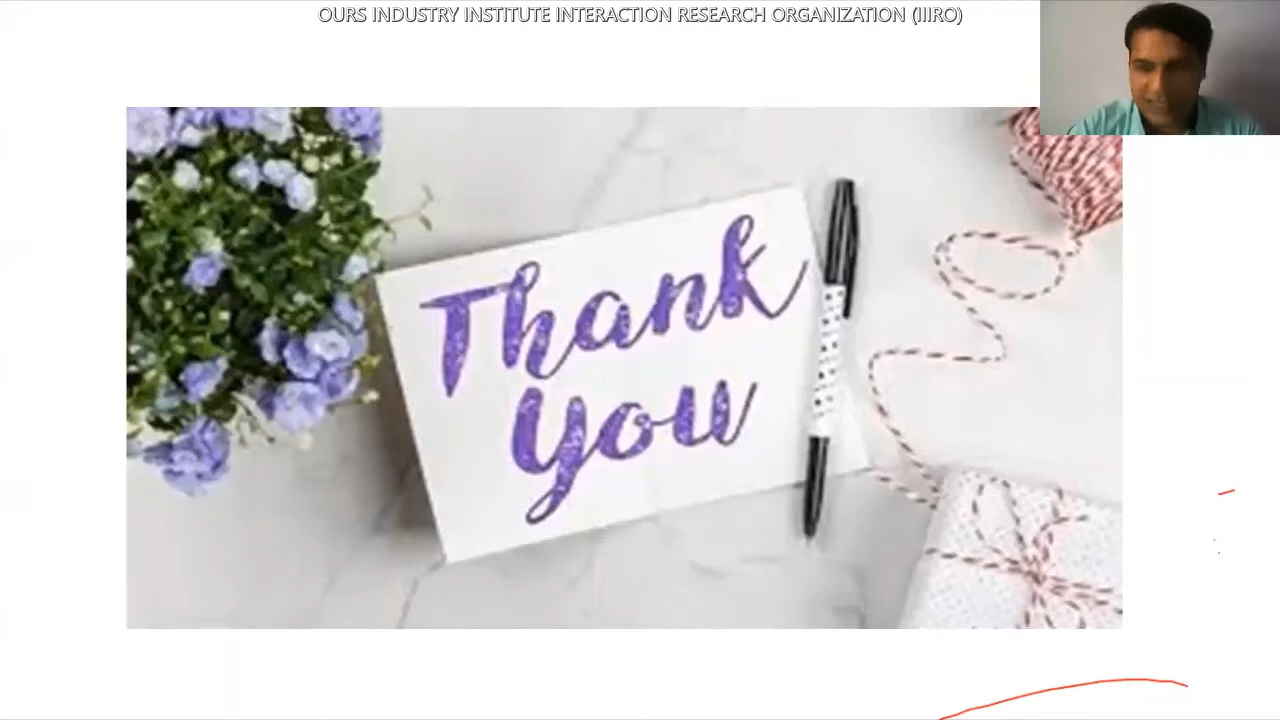 OURS INDUSTRY INSTITUTE INTERACTION RESEARCH ORGANIZATION (IIIRO)
Thank
You